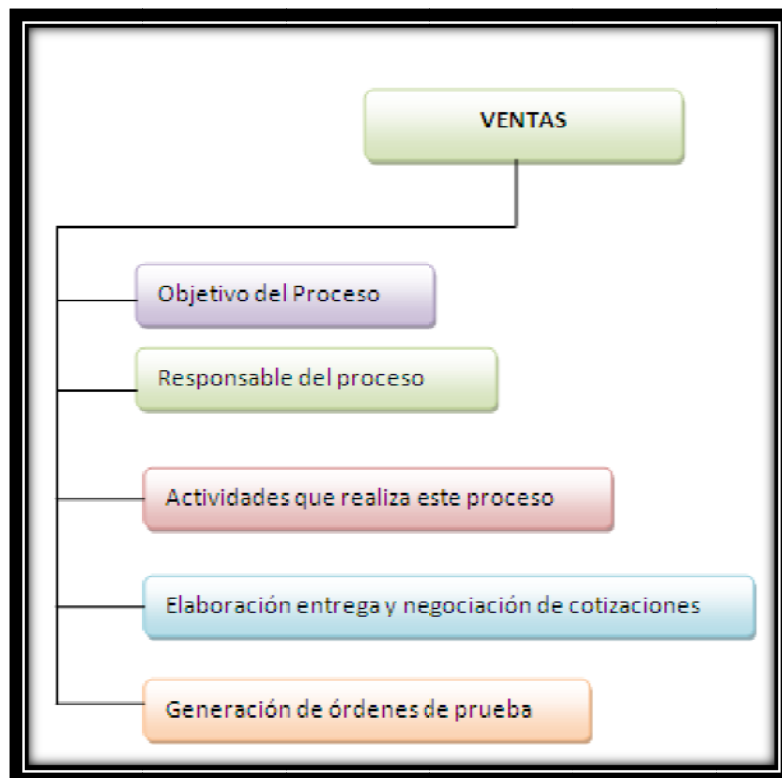 VENTAS
Objetivo del Proceso
Responsable del proceso
Actividades que realiza este proceso
Elaboración entrega y negociación de cotizaciones
Generación de órdenes de prueba